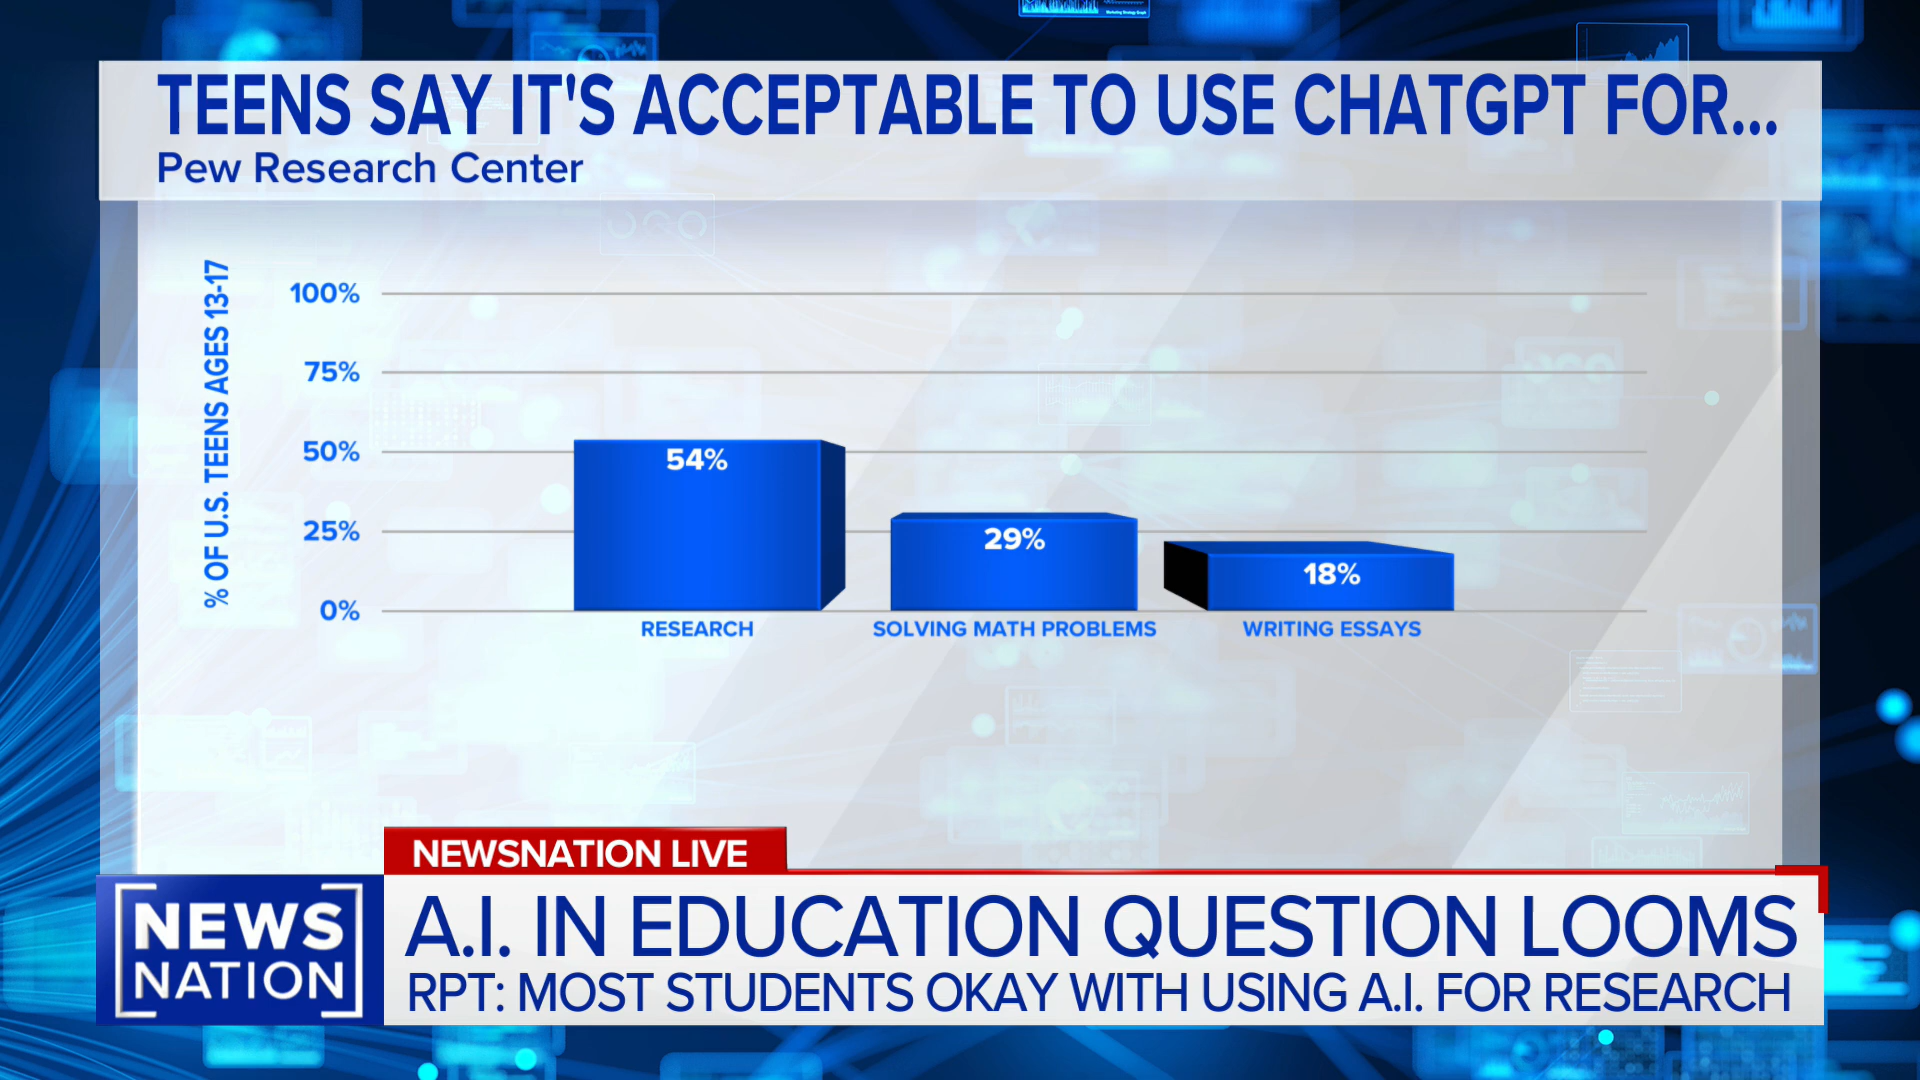 TEENS SAY IT'S ACCEPTABLE TO USE CHATGPT FOR...
Pew Research Center
% OF U.S. TEENS AGES 13-17
100%
75%
50%
25%
0%
54%
29%
18%
RESEARCH
SOLVING MATH PROBLEMS
WRITING ESSAYS
NEWSNATION LIVE
NEWS
NATION
A.I. IN EDUCATION QUESTION LOOMS
RPT: MOST STUDENTS OKAY WITH USING A.I. FOR RESEARCH